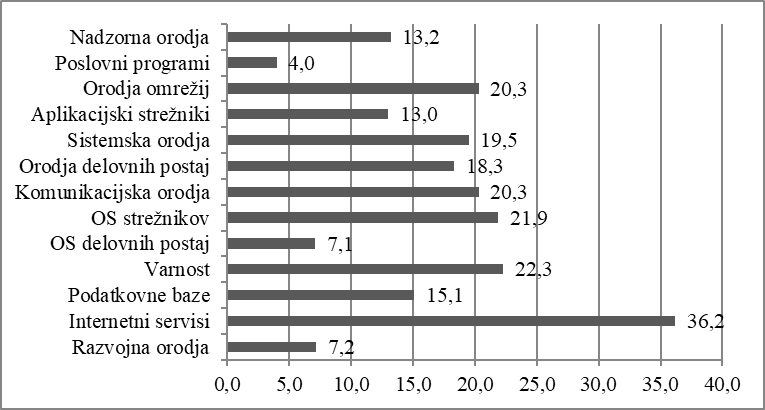 Nadzorna orodja 13,2
Poslovni programi 4,0
Orodja omrežij 20,3
Aplikacijski strežniki 13,0
Sistemska orodja 19,5
Orodja delovnih postaj 18,3
Komunikacijska orodja 20,3
OS strežnikov 21,9
OS delovnih postaj 7,1
Varnost 22,3
Podatkovne baze 15,1
Internetni servisi 36,2
Razvojna orodja 7,2
0,0 5,0 10,0 15,0 20,0 25,0 30,0 35,0 40,0